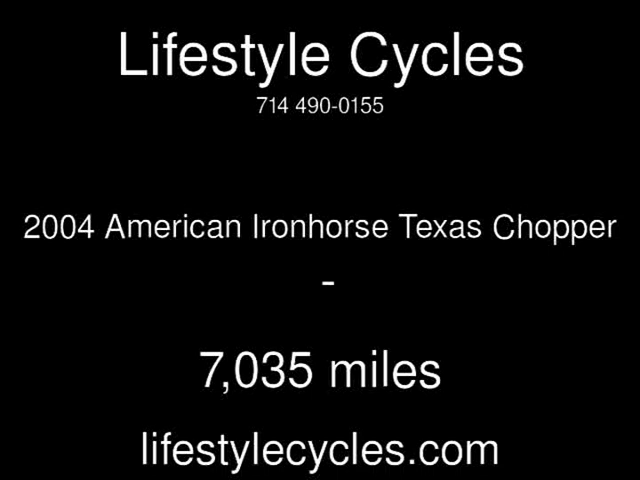 Lifestyle Cycles
714 490-0155
2004 American Ironhorse Texas Chopper
-
7,035 miles
lifestylecycles.com